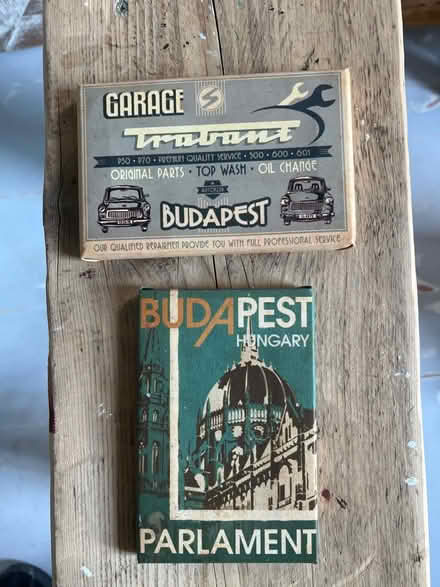 GARAGE
Trabant
P50 • P70 • PREMIUM QUALITY SERVICE • 500 • 600 • 601
ORIGINAL PARTS • TOP WASH • OIL CHANGE
BUDAPEST
OUR QUALIFIED REPAIRMEN PROVIDE YOU WITH FULL PROFESSIONAL SERVICE
BUDAPEST
HUNGARY
PARLAMENT